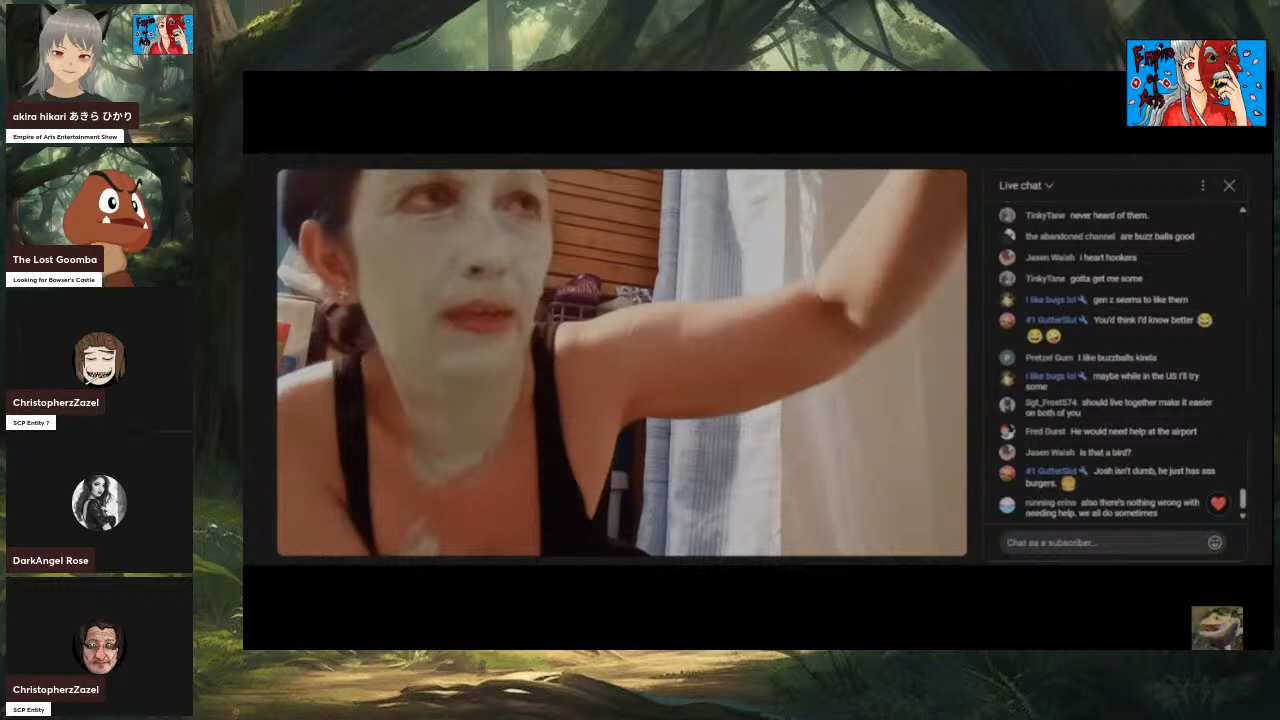 akira hikari あきら ひかり
Empire of Arts Entertainment Show
The Lost Goomba
Looking for Bowser's Castle
ChristopherzZazel
SCP Entity ?
DarkAngel Rose
ChristopherzZazel
SCP Entity
Empire
of
Arts
Live chat
TinkyTane never heard of them.
the abandoned channel are buzz balls good
Jasen Walsh i heart hookers
TinkyTane gotta get me some
I like bugs lol gen z seems to like them
#1 GutterSlut You'd think I'd know better 😂
😂🤪
P
Pretzel Gum I like buzzballs kinda
I like bugs lol maybe while in the US I'll try
some
Sgt_Frost574 should live together make it easier
on both of you
Fred Durst He would need help at the airport
Jasen Walsh is that a bird?
#1 GutterSlut Josh isn't dumb, he just has ass
burgers.
running erins also there's nothing wrong with
needing help. we all do sometimes
Chat as a subscriber...